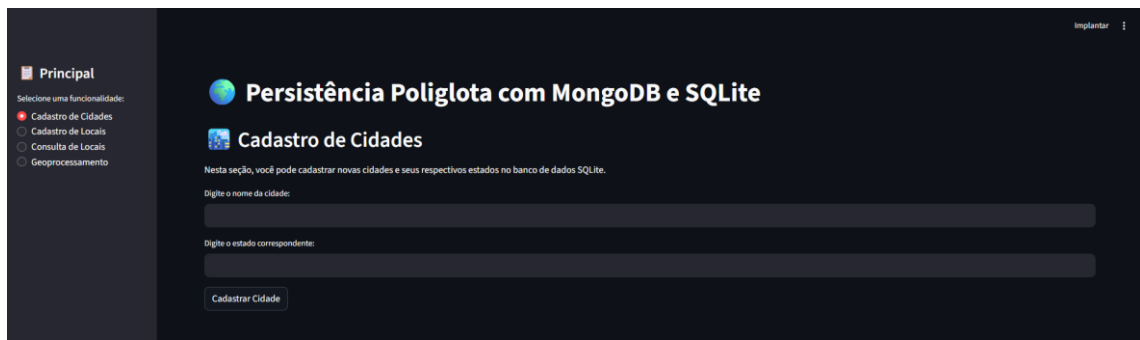 Implantar
Principal
Selecione uma funcionalidade:
Cadastro de Cidades
Cadastro de Locais
Consulta de Locais
Geoprocessamento
Persistência Poliglota com MongoDB e SQLite
Cadastro de Cidades
Nesta seção, você pode cadastrar novas cidades e seus respectivos estados no banco de dados SQLite.
Digite o nome da cidade:
Digite o estado correspondente:
Cadastrar Cidade